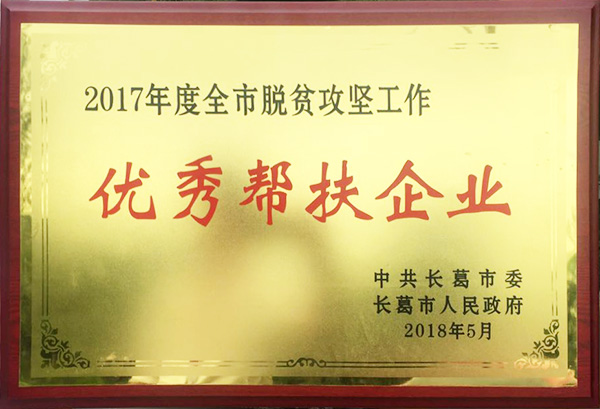 2017年度全市脱贫攻坚工作
优秀帮扶企业
中共长葛市委
长葛市人民政府
2018年5月